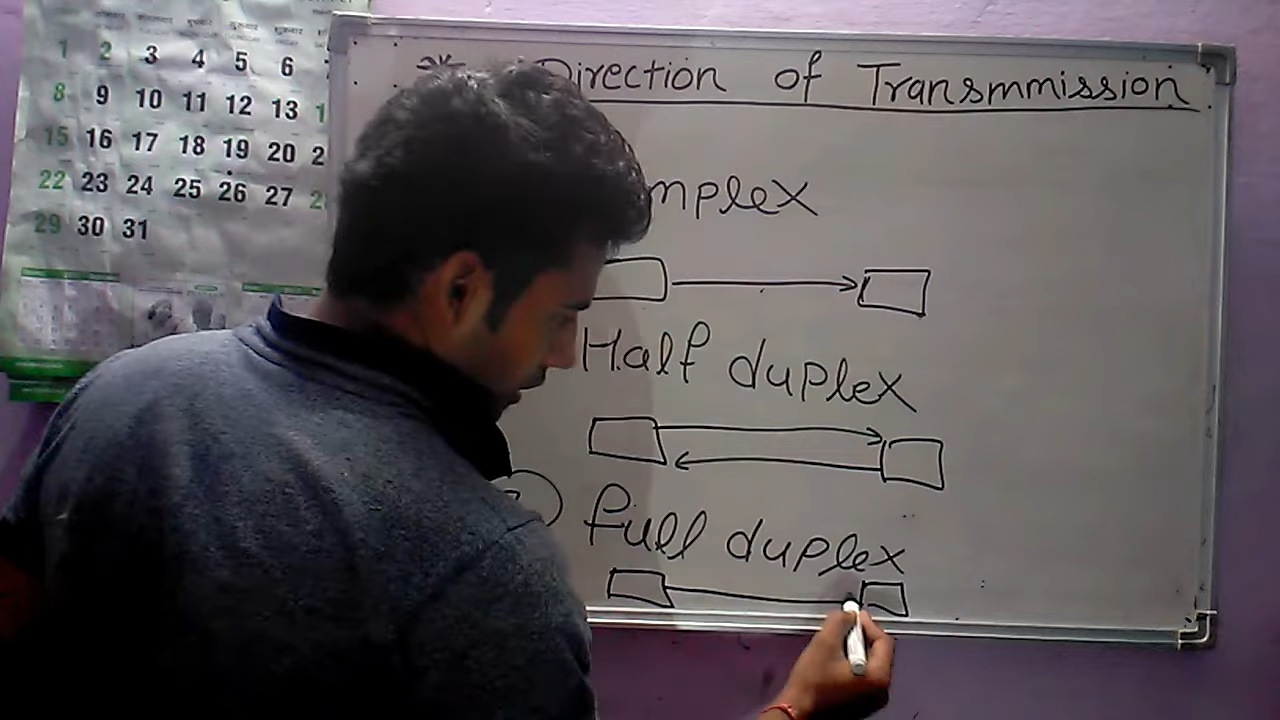 1 2 3 4 5 6
8 9 10 11 12 13
15 16 17 18 19 20
22 23 24 25 26 27
29 30 31
Direction of Transmmission
mplex
Half duplex
full duplex